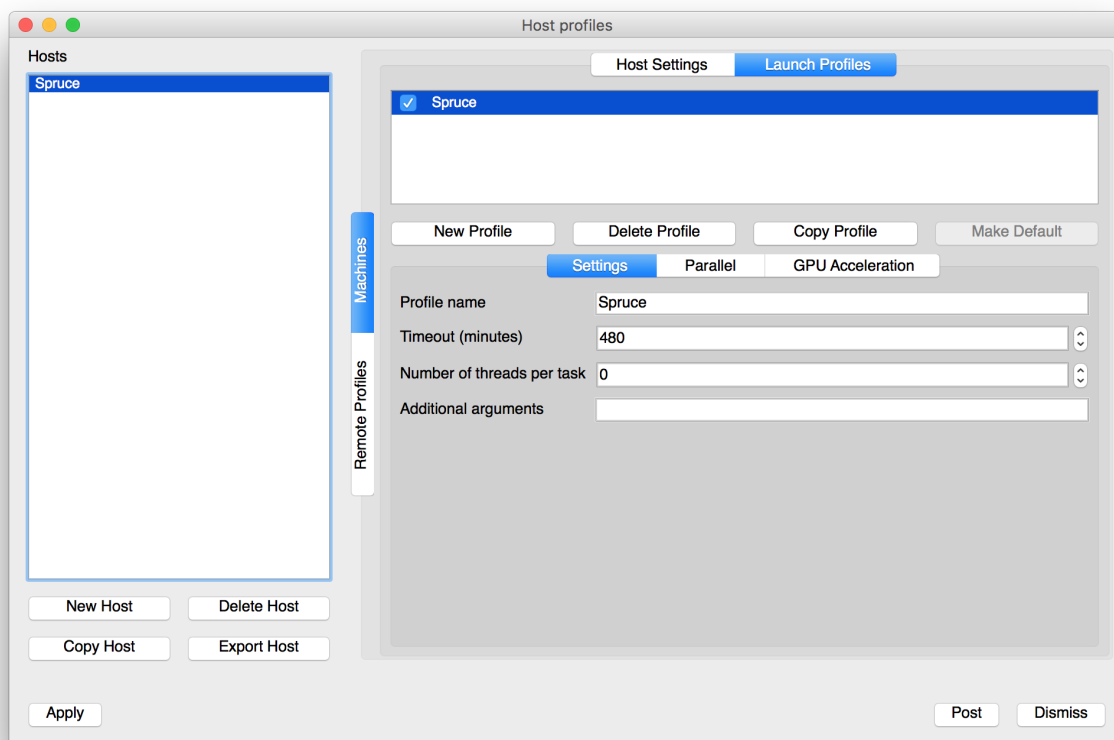 Host profiles
Hosts
Spruce
New Host
Delete Host
Copy Host
Export Host
Apply
Machines
Remote Profiles
Host Settings
Launch Profiles
Spruce
New Profile
Delete Profile
Copy Profile
Make Default
Settings
Parallel
GPU Acceleration
Profile name
Spruce
Timeout (minutes)
480
Number of threads per task
0
Additional arguments
Post
Dismiss